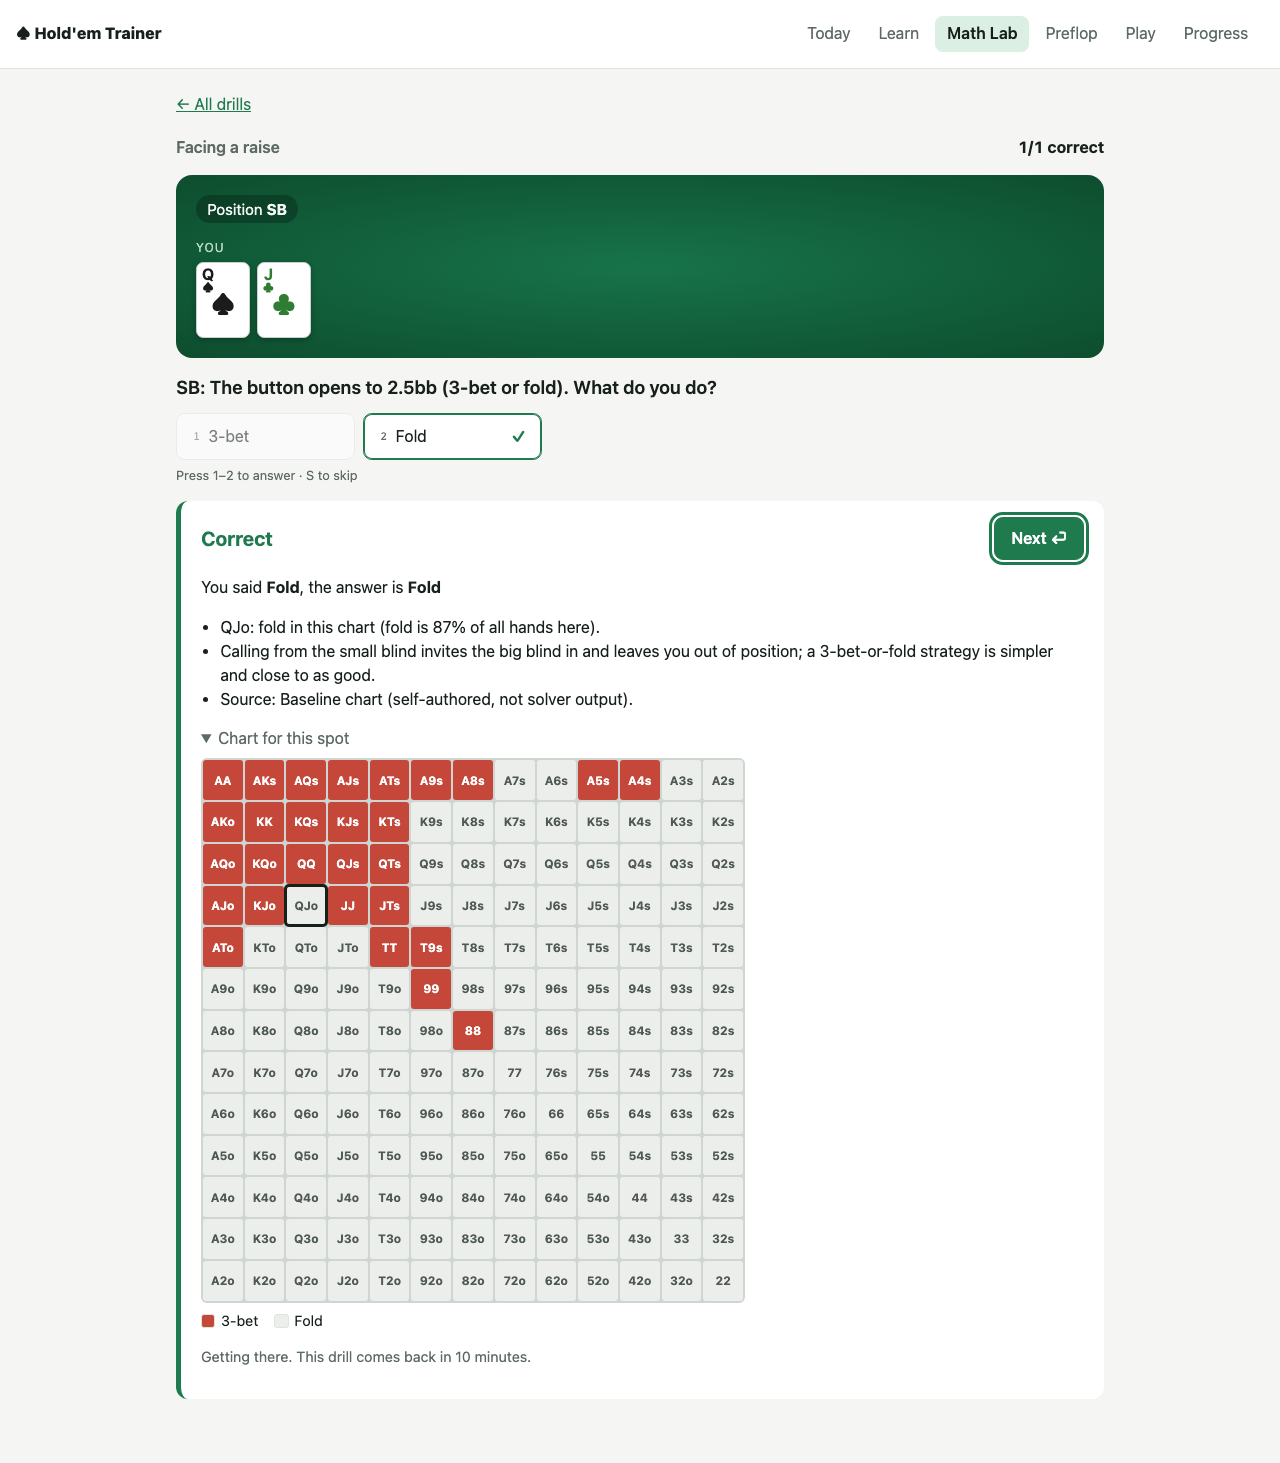 ♠ Hold'em Trainer
Today Learn Math Lab Preflop Play Progress
← All drills
Facing a raise 1/1 correct
Position SB
YOU
Q J
SB: The button opens to 2.5bb (3-bet or fold). What do you do?
1 3-bet 2 Fold ✓
Press 1–2 to answer · S to skip
Correct Next ⏎
You said Fold, the answer is Fold
• QJo: fold in this chart (fold is 87% of all hands here).
• Calling from the small blind invites the big blind in and leaves you out of position; a 3-bet-or-fold strategy is simpler
and close to as good.
• Source: Baseline chart (self-authored, not solver output).
▼ Chart for this spot
AA AKs AQs AJs ATs A9s A8s A7s A6s A5s A4s A3s A2s
AKo KK KQs KJs KTs K9s K8s K7s K6s K5s K4s K3s K2s
AQo KQo QQ QJs QTs Q9s Q8s Q7s Q6s Q5s Q4s Q3s Q2s
AJo KJo QJo JJ JTs J9s J8s J7s J6s J5s J4s J3s J2s
ATo KTo QTo JTo TT T9s T8s T7s T6s T5s T4s T3s T2s
A9o K9o Q9o J9o T9o 99 98s 97s 96s 95s 94s 93s 92s
A8o K8o Q8o J8o T8o 98o 88 87s 86s 85s 84s 83s 82s
A7o K7o Q7o J7o T7o 97o 87o 77 76s 75s 74s 73s 72s
A6o K6o Q6o J6o T6o 96o 86o 76o 66 65s 64s 63s 62s
A5o K5o Q5o J5o T5o 95o 85o 75o 65o 55 54s 53s 52s
A4o K4o Q4o J4o T4o 94o 84o 74o 64o 54o 44 43s 42s
A3o K3o Q3o J3o T3o 93o 83o 73o 63o 53o 43o 33 32s
A2o K2o Q2o J2o T2o 92o 82o 72o 62o 52o 42o 32o 22
3-bet Fold
Getting there. This drill comes back in 10 minutes.